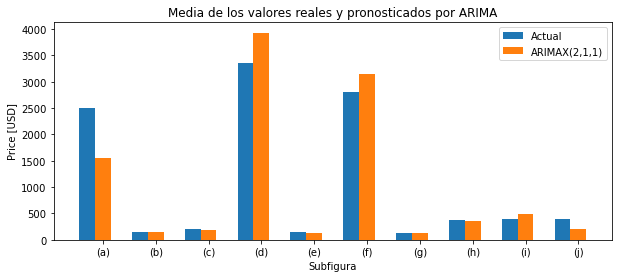 Media de los valores reales y pronosticados por ARIMA
Actual
ARIMAX(2,1,1)
Price [USD]
4000
3500
3000
2500
2000
1500
1000
500
0
(a) (b) (c) (d) (e) (f) (g) (h) (i) (j)
Subfigura